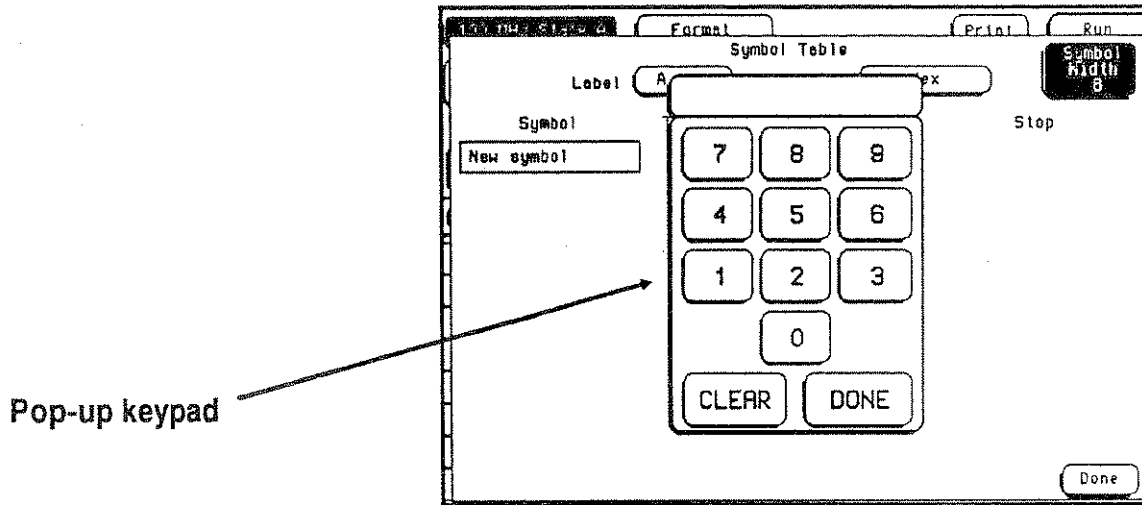 Format Print Run
Symbol Table
Symbol
Width
8
Label A ex
Symbol Stop
New symbol
7 8 9
4 5 6
1 2 3
0
CLEAR DONE
Pop-up keypad
Done